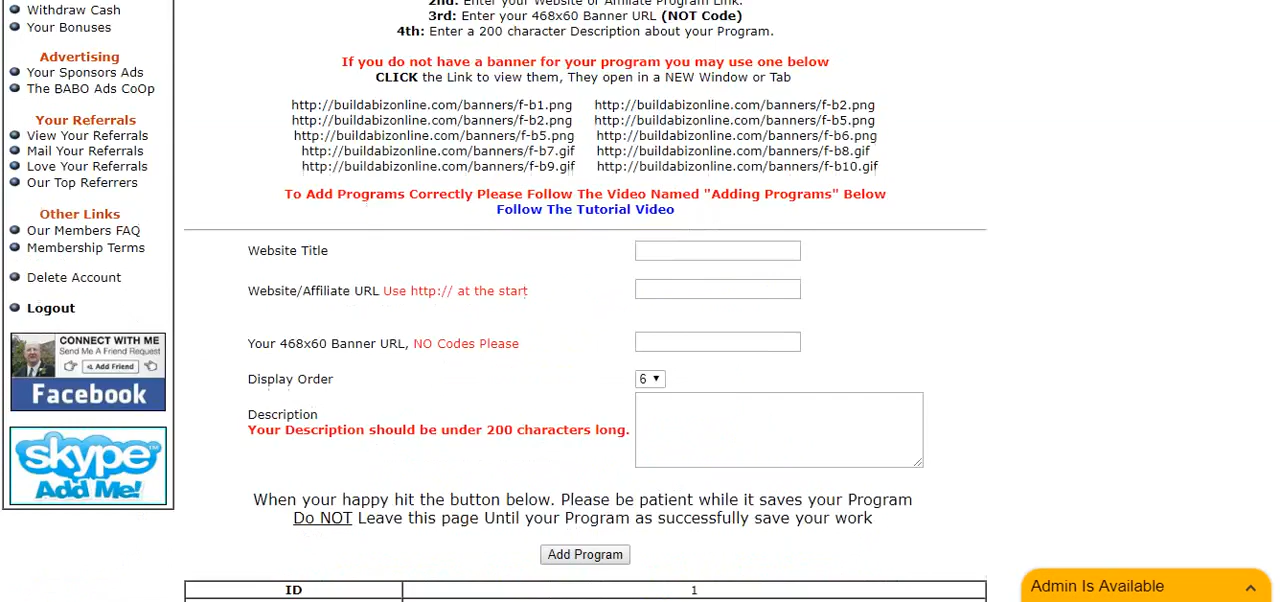 Withdraw Cash
Your Bonuses
Advertising
Your Sponsors Ads
The BABO Ads CoOp
Your Referrals
View Your Referrals
Mail Your Referrals
Love Your Referrals
Our Top Referrers
Other Links
Our Members FAQ
Membership Terms
Delete Account
Logout
CONNECT WITH ME
Send Me A Friend Request
Add Friend
Facebook
skype™
Add Me!
2nd: Enter your Website or Affiliate Program Link.
3rd: Enter your 468x60 Banner URL (NOT Code)
4th: Enter a 200 character Description about your Program.
If you do not have a banner for your program you may use one below
CLICK the Link to view them, They open in a NEW Window or Tab
http://buildabizonline.com/banners/f-b1.png http://buildabizonline.com/banners/f-b2.png
http://buildabizonline.com/banners/f-b2.png http://buildabizonline.com/banners/f-b5.png
http://buildabizonline.com/banners/f-b5.png http://buildabizonline.com/banners/f-b6.png
http://buildabizonline.com/banners/f-b7.gif http://buildabizonline.com/banners/f-b8.gif
http://buildabizonline.com/banners/f-b9.gif http://buildabizonline.com/banners/f-b10.gif
To Add Programs Correctly Please Follow The Video Named "Adding Programs" Below
Follow The Tutorial Video
Website Title
Website/Affiliate URL Use http:// at the start
Your 468x60 Banner URL, NO Codes Please
Display Order 6
Description
Your Description should be under 200 characters long.
When your happy hit the button below. Please be patient while it saves your Program
Do NOT Leave this page Until your Program as successfully save your work
Add Program
ID 1
Admin Is Available